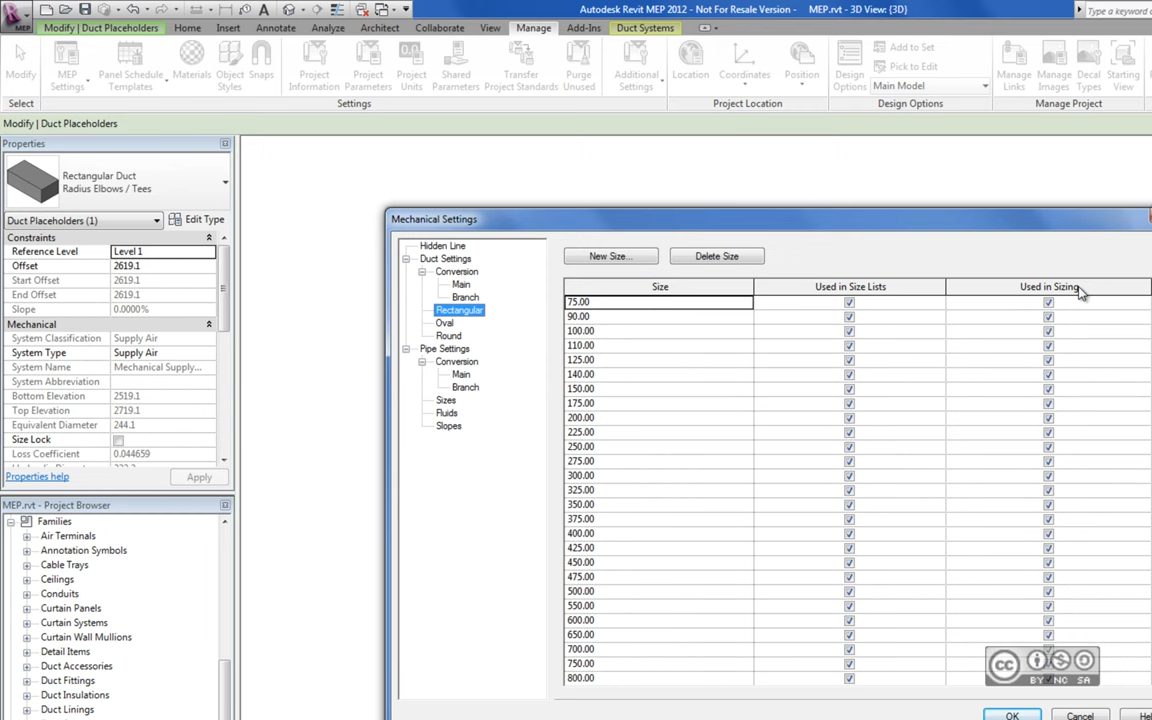 Autodesk Revit MEP 2012 - Not For Resale Version - MEP.rvt - 3D View: {3D}
Type a keyword o
MEP
Modify | Duct Placeholders
Home
Insert
Annotate
Analyze
Architect
Collaborate
View
Manage
Add-Ins
Duct Systems
Modify
MEP Settings
Panel Schedule Templates
Materials
Object Styles
Snaps
Project Information
Project Parameters
Project Units
Shared Parameters
Transfer Project Standards
Purge Unused
Additional Settings
Location
Coordinates
Position
Design Options
Add to Set
Pick to Edit
Main Model
Manage Links
Manage Images
Decal Types
Starting View
Select
Settings
Project Location
Design Options
Manage Project
Modify | Duct Placeholders
Properties
Rectangular Duct
Radius Elbows / Tees
Duct Placeholders (1)
Edit Type
Constraints
Reference Level Level 1
Offset 2619.1
Start Offset 2619.1
End Offset 2619.1
Slope 0.0000%
Mechanical
System Classification Supply Air
System Type Supply Air
System Name Mechanical Supply...
System Abbreviation
Bottom Elevation 2519.1
Top Elevation 2719.1
Equivalent Diameter 244.1
Size Lock
Loss Coefficient 0.044659
Properties help
Apply
MEP.rvt - Project Browser
Families
Air Terminals
Annotation Symbols
Cable Trays
Ceilings
Conduits
Curtain Panels
Curtain Systems
Curtain Wall Mullions
Detail Items
Duct Accessories
Duct Fittings
Duct Insulations
Duct Linings
Mechanical Settings
Hidden Line
Duct Settings
Conversion
Main
Branch
Rectangular
Oval
Round
Pipe Settings
Conversion
Main
Branch
Sizes
Fluids
Slopes
New Size...
Delete Size
Size Used in Size Lists Used in Sizing
75.00
90.00
100.00
110.00
125.00
140.00
150.00
175.00
200.00
225.00
250.00
275.00
300.00
325.00
350.00
375.00
400.00
425.00
450.00
475.00
500.00
550.00
600.00
650.00
700.00
750.00
800.00
cc
BY NC SA
OK
Cancel
Hel